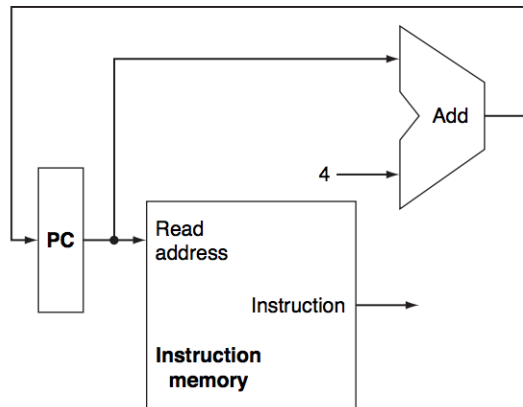 Add
4
PC
Read
address
Instruction
Instruction
memory